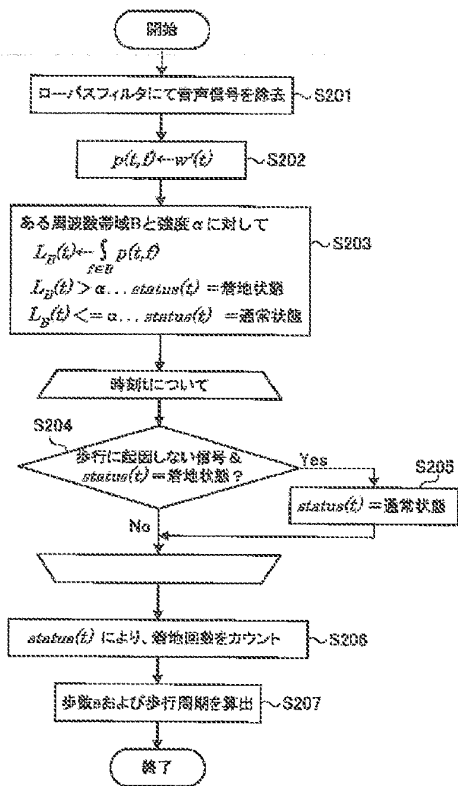 開始
ローパスフィルタにて音声信号を除去
S201
p(t,f)←w'(t)
S202
ある周波数帯域Bと強度αに対して
L_B(t)←∫_{f∈B} p(t,f)
L_B(t)>α...status(t)=着地状態
L_B(t)<=α...status(t)=通常状態
S203
時刻tについて
S204
歩行に起因しない信号&
status(t)=着地状態?
Yes
S205
status(t)=通常状態
No
status(t)により、着地回数をカウント
S206
歩数nおよび歩行周期を算出
S207
終了